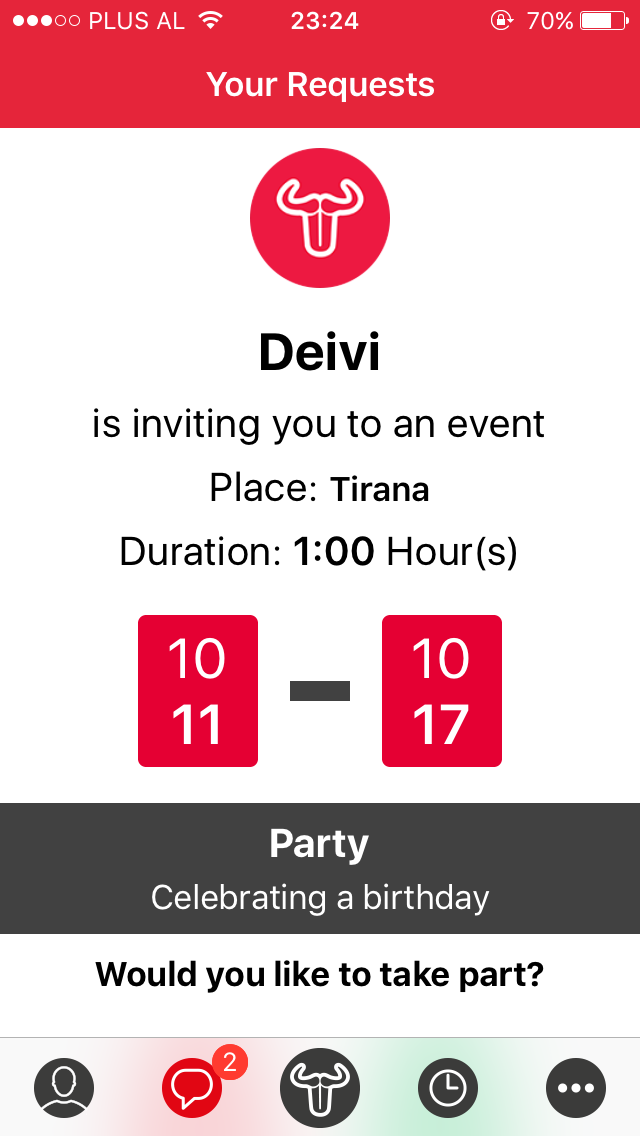 PLUS AL 23:24 70%
Your Requests
Deivi
is inviting you to an event
Place: Tirana
Duration: 1:00 Hour(s)
10 10
11 17
Party
Celebrating a birthday
Would you like to take part?
2